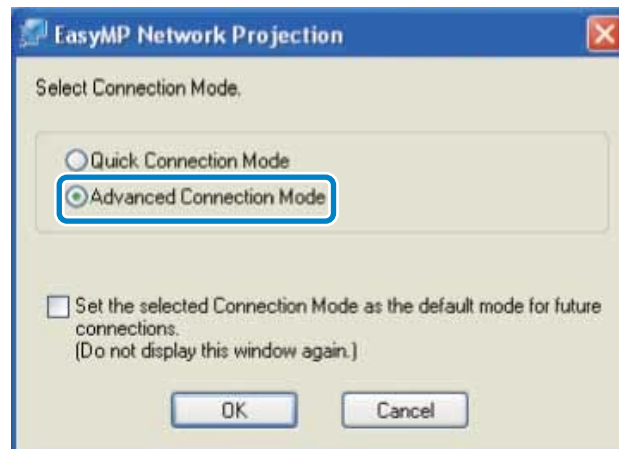 EasyMP Network Projection
Select Connection Mode.
Quick Connection Mode
Advanced Connection Mode
Set the selected Connection Mode as the default mode for future
connections.
(Do not display this window again.)
OK
Cancel